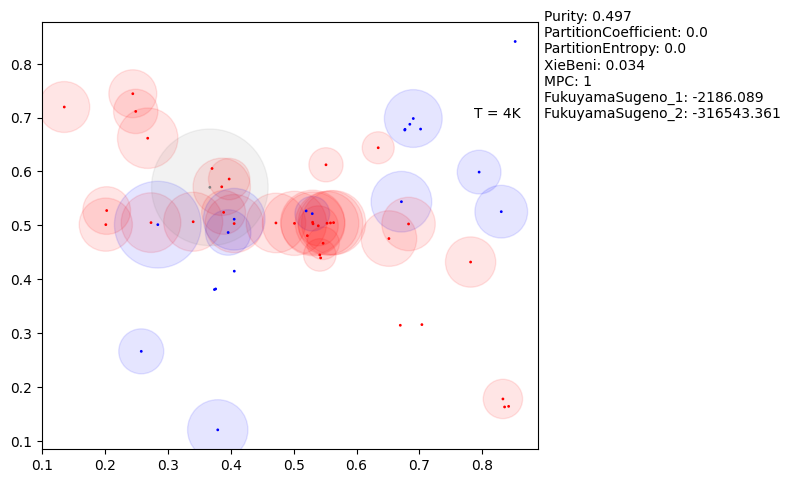 Purity: 0.497
PartitionCoefficient: 0.0
PartitionEntropy: 0.0
XieBeni: 0.034
MPC: 1
FukuyamaSugeno_1: -2186.089
FukuyamaSugeno_2: -316543.361
T = 4K
0.8
0.7
0.6
0.5
0.4
0.3
0.2
0.1
0.1 0.2 0.3 0.4 0.5 0.6 0.7 0.8